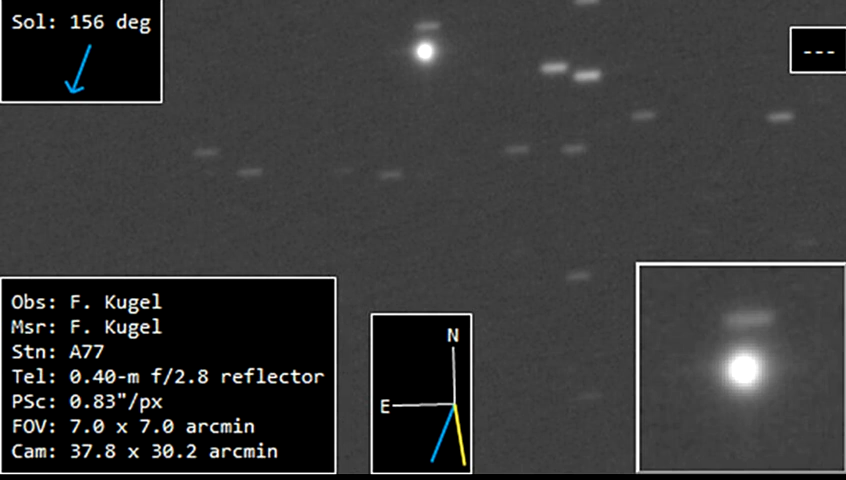 Sol: 156 deg
---
Obs: F. Kugel
Msr: F. Kugel
Stn: A77
Tel: 0.40-m f/2.8 reflector
PSc: 0.83"/px
FOV: 7.0 x 7.0 arcmin
Cam: 37.8 x 30.2 arcmin
N
E